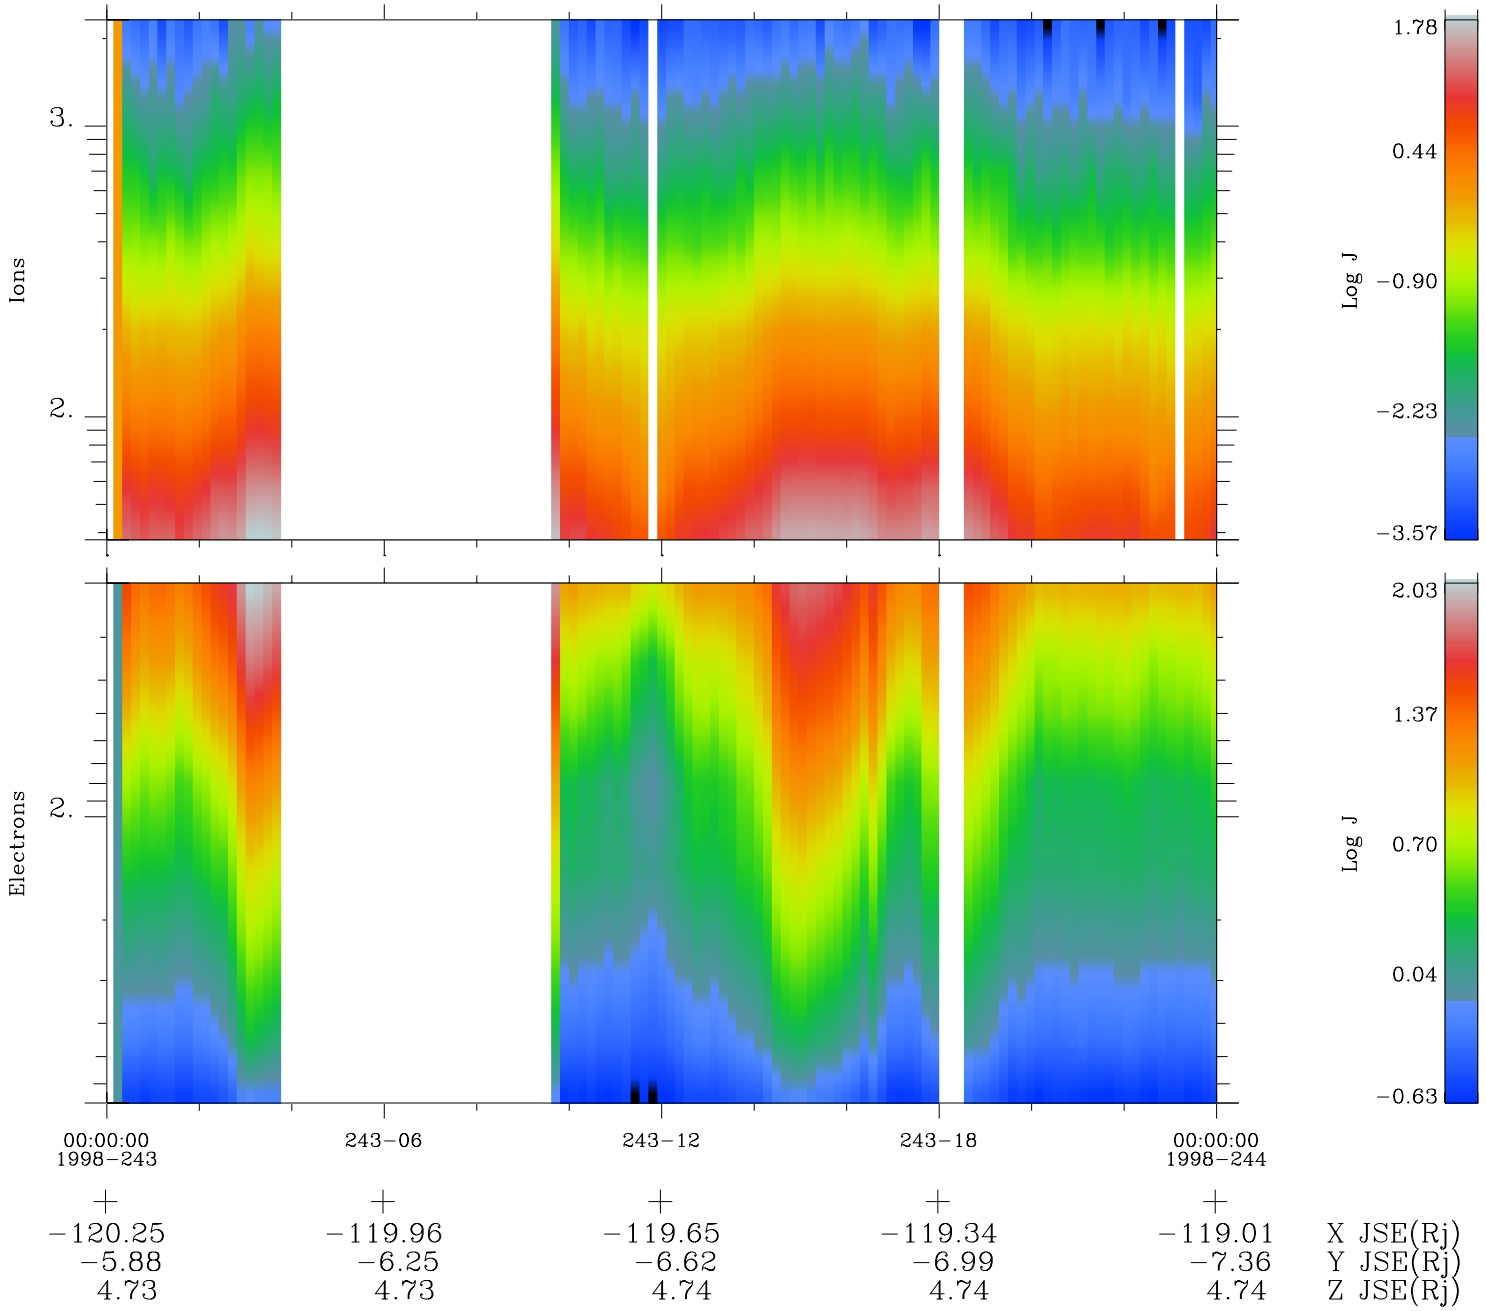 1.78
3.
0.44
Ions
Log J
-0.90
2.
-2.23
-3.57
2.03
1.37
2.
Electrons
Log J
0.70
0.04
-0.63
00:00:00 243-06 243-12 243-18 00:00:00
1998-243 1998-244
-120.25 -119.96 -119.65 -119.34 -119.01 X JSE(Rj)
-5.88 -6.25 -6.62 -6.99 -7.36 Y JSE(Rj)
4.73 4.73 4.74 4.74 4.74 Z JSE(Rj)